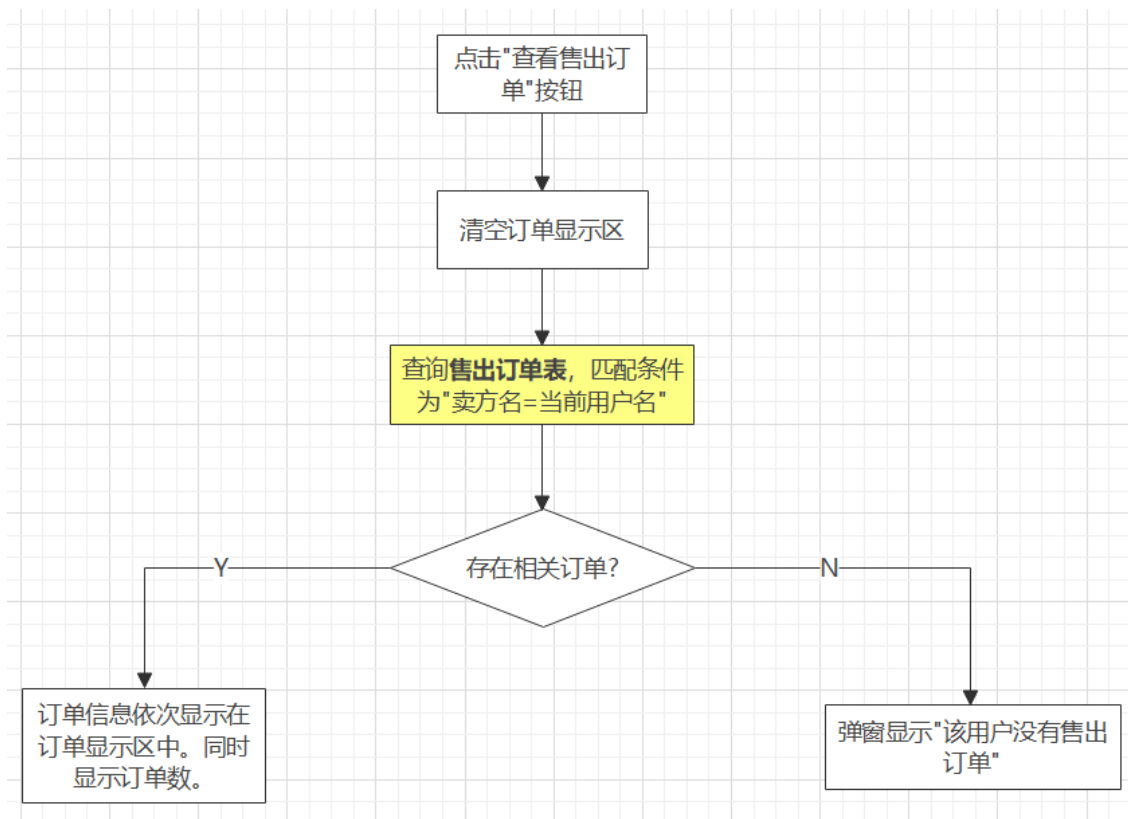 点击"查看售出订
单"按钮
清空订单显示区
查询售出订单表，匹配条件
为"卖方名=当前用户名"
存在相关订单?
Y
N
订单信息依次显示在
订单显示区中。同时
显示订单数。
弹窗显示"该用户没有售出
订单"